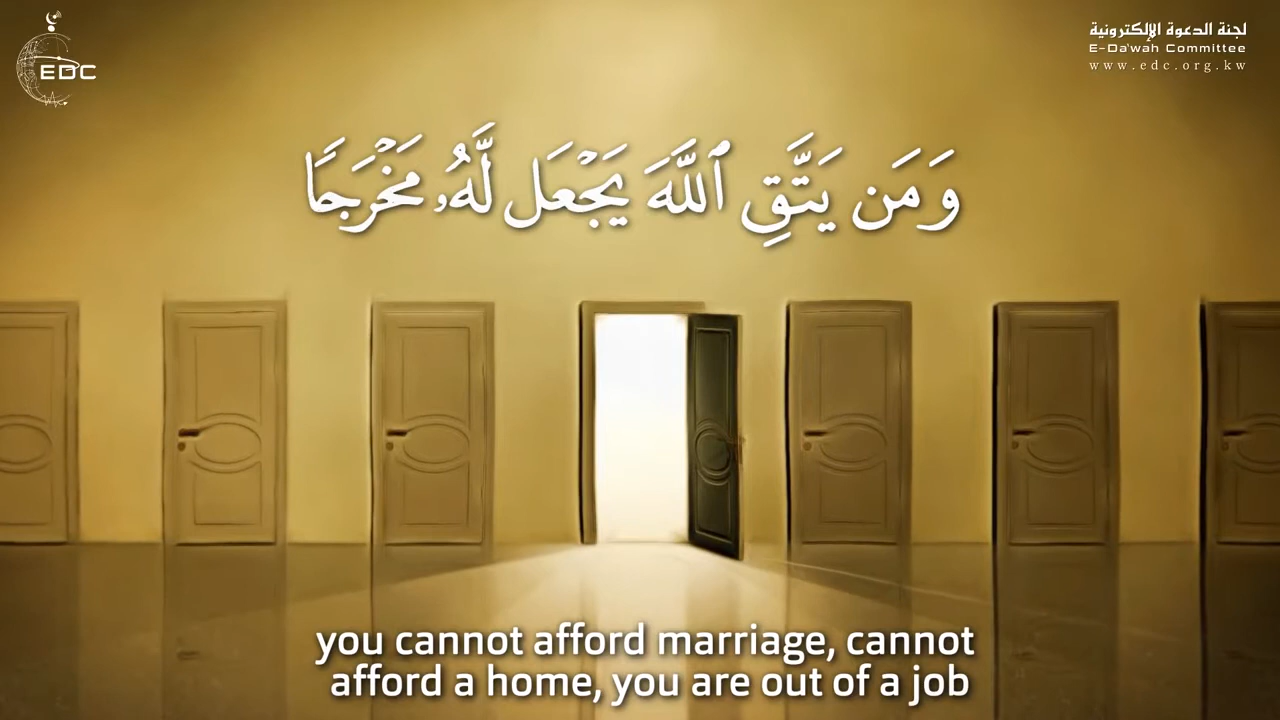 EDC
لجنة الدعوة الإلكترونية
E-Da'wah Committee
www.edc.org.kw
وَمَن يَتَّقِ ٱللَّهَ يَجْعَل لَّهُۥ مَخْرَجًا
you cannot afford marriage, cannot
afford a home, you are out of a job